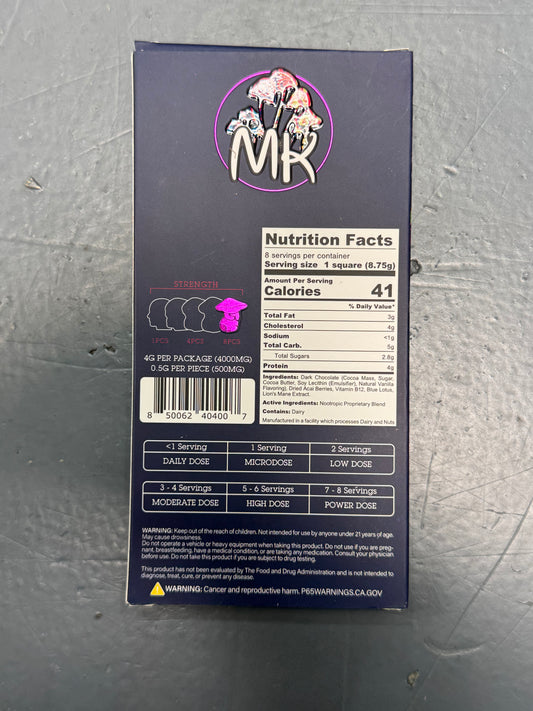 MK
Nutrition Facts
8 servings per container
Serving size 1 square (8.75g)
Amount Per Serving
Calories 41
% Daily Value*
Total Fat 3g
Cholesterol 4g
Sodium <1g
Total Carb. 5g
Total Sugars 2.8g
Protein 4g
Ingredients: Dark Chocolate (Cocoa Mass, Sugar,
Cocoa Butter, Soy Lecithin (Emulsifier), Natural Vanilla
Flavoring), Dried Acai Berries, Vitamin B12, Blue Lotus,
Lion's Mane Extract.
Active Ingredients: Nootropic Proprietary Blend
Contains: Dairy
Manufactured in a facility which processes Dairy and Nuts
STRENGTH
1PCS 4PCS 8PCS
4G PER PACKAGE (4000MG)
0.5G PER PIECE (500MG)
8 50062 40400 7
<1 Serving 1 Serving 2 Servings
DAILY DOSE MICRODOSE LOW DOSE
3 - 4 Servings 5 - 6 Servings 7 - 8 Servings
MODERATE DOSE HIGH DOSE POWER DOSE
WARNING: Keep out of the reach of children. Not intended for use by anyone under 21 years of age.
May cause drowsiness.
Do not operate a vehicle or heavy equipment when taking this product. Do not use if you are preg-
nant, breastfeeding, have a medical condition, or are taking any medication. Consult your physician
before use. Do not take this product if you are subject to drug testing.
This product has not been evaluated by The Food and Drug Administration and is not intended to
diagnose, treat, cure, or prevent any disease.
WARNING: Cancer and reproductive harm. P65WARNINGS.CA.GOV